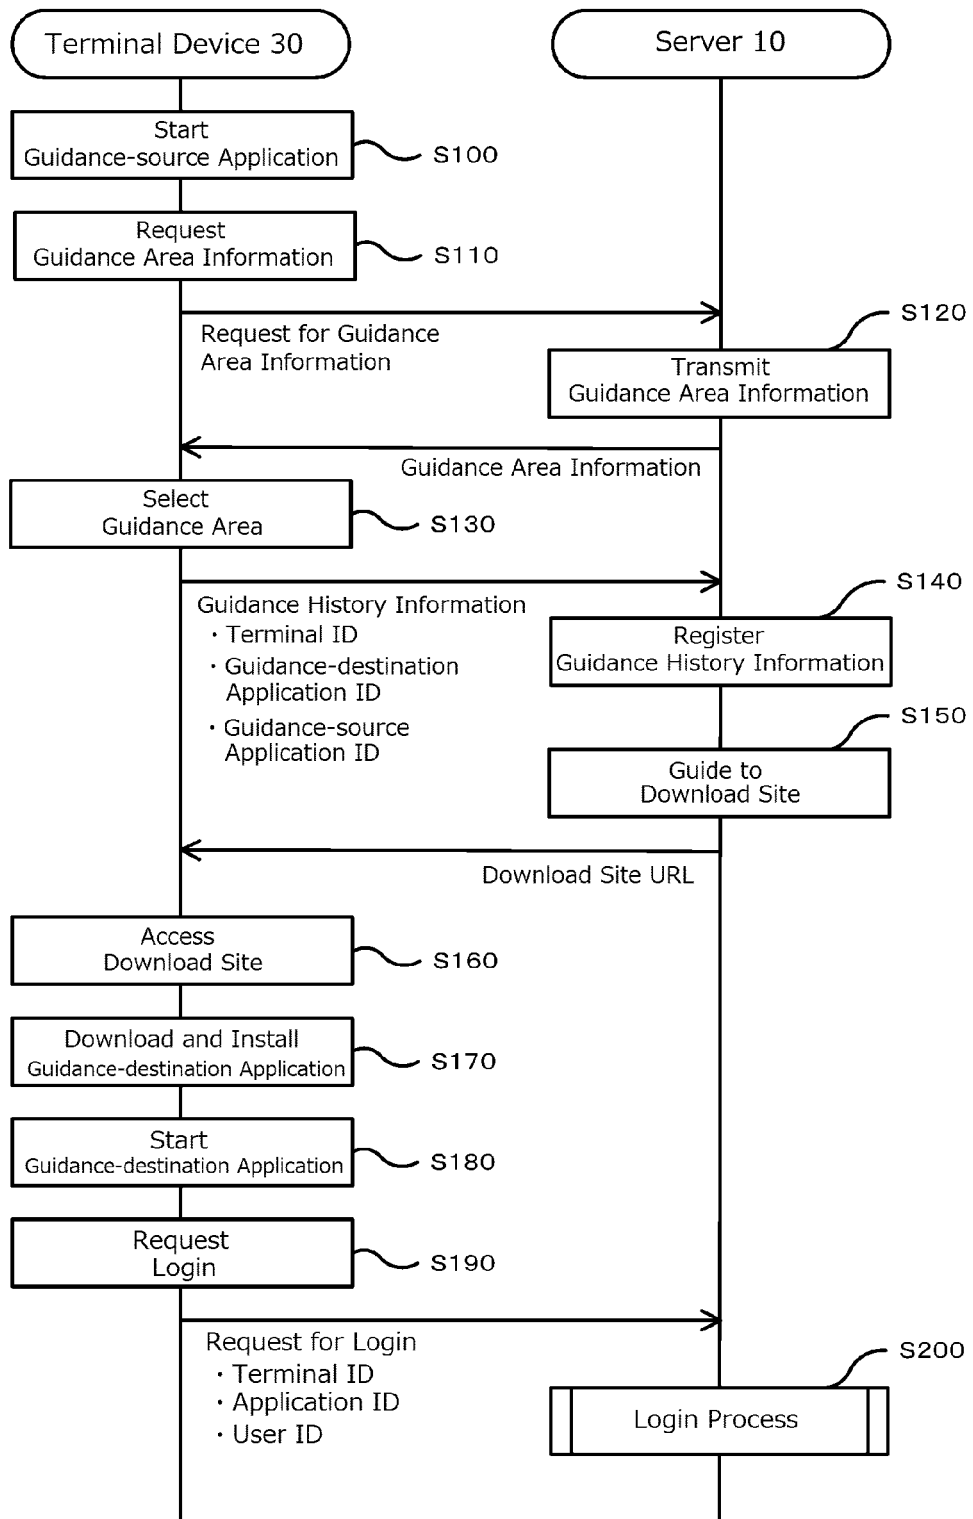 Terminal Device 30
Server 10
Start
Guidance-source Application
S100
Request
Guidance Area Information
S110
Request for Guidance
Area Information
S120
Transmit
Guidance Area Information
Guidance Area Information
Select
Guidance Area
S130
Guidance History Information
・Terminal ID
・Guidance-destination
Application ID
・Guidance-source
Application ID
S140
Register
Guidance History Information
S150
Guide to
Download Site
Download Site URL
Access
Download Site
S160
Download and Install
Guidance-destination Application
S170
Start
Guidance-destination Application
S180
Request
Login
S190
Request for Login
・Terminal ID
・Application ID
・User ID
S200
Login Process